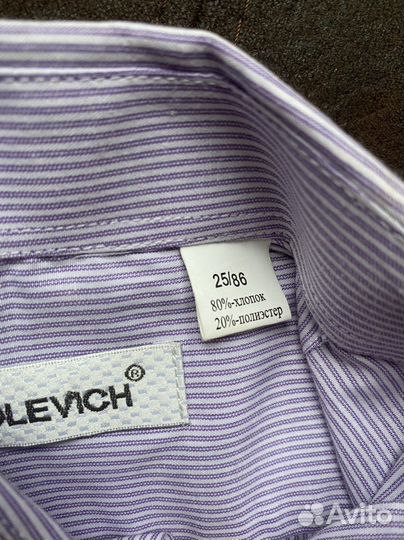 25/86
80%-хлопок
20%-полиэстер
OLEVICH®
Avito